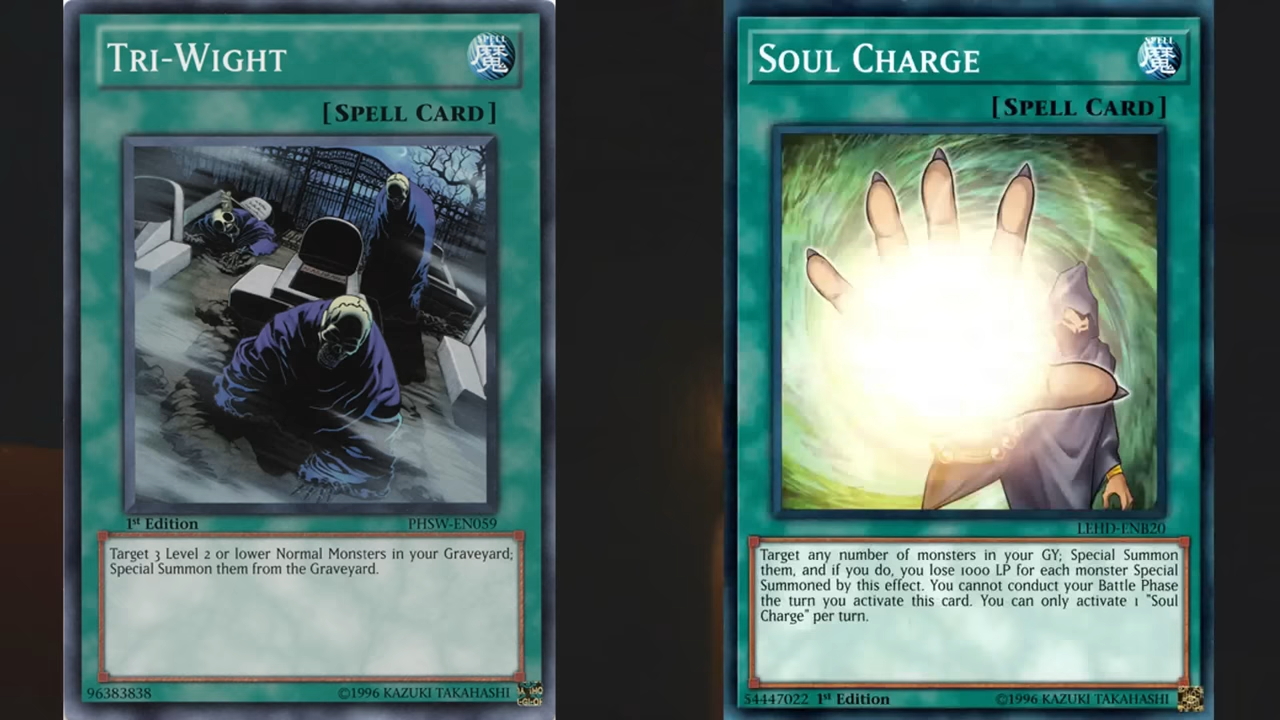 TRI-WIGHT
SPELL
魔
[SPELL CARD]
1st Edition
PHSW-EN059
Target 3 Level 2 or lower Normal Monsters in your Graveyard;
Special Summon them from the Graveyard.
96383838
©1996 KAZUKI TAKAHASHI
SOUL CHARGE
SPELL
魔
[SPELL CARD]
LEHD-ENB20
Target any number of monsters in your GY; Special Summon
them, and if you do, you lose 1000 LP for each monster Special
Summoned by this effect. You cannot conduct your Battle Phase
the turn you activate this card. You can only activate 1 "Soul
Charge" per turn.
54447022 1st Edition
©1996 KAZUKI TAKAHASHI